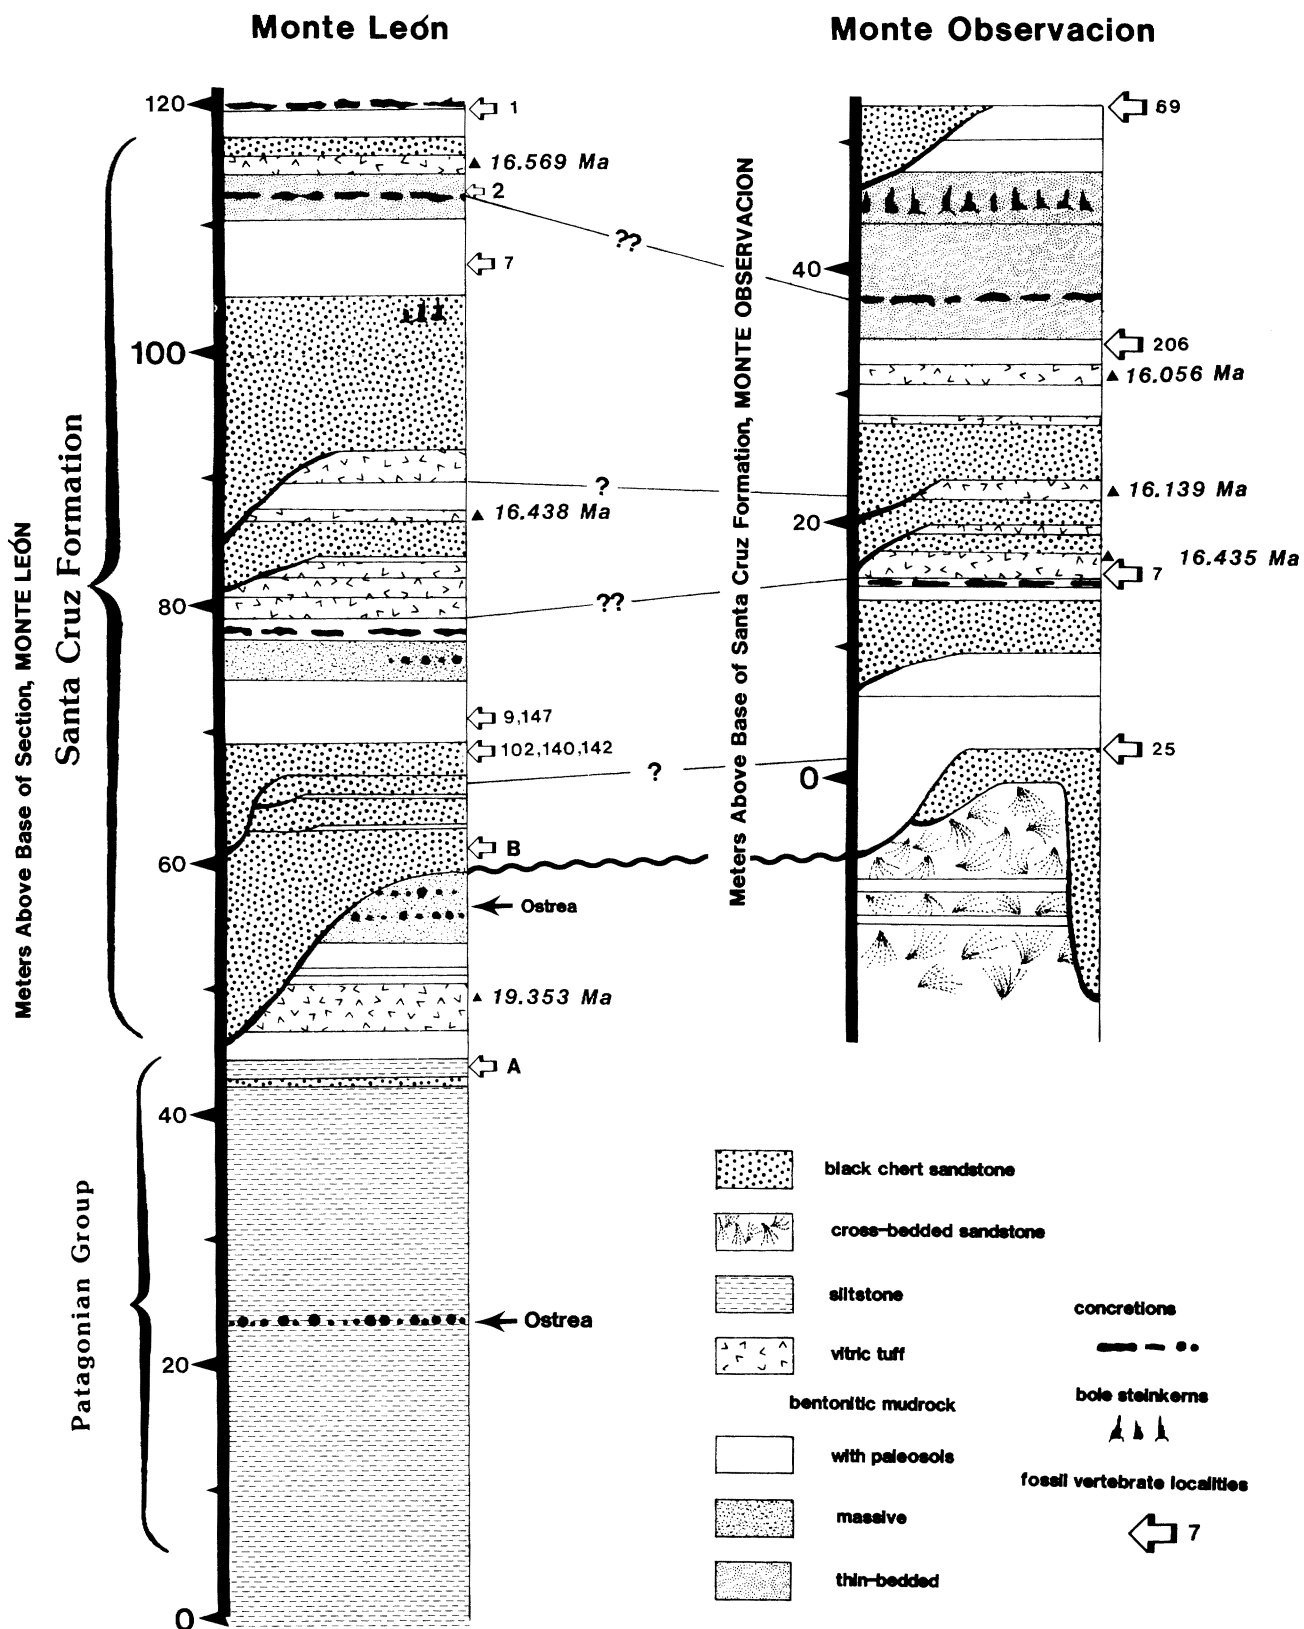 Monte León
Monte Observacion
120
1
16.569 Ma
2
??
7
100
?
16.438 Ma
80
??
9,147
102,140,142
?
B
60
Ostrea
19.353 Ma
A
40
Ostrea
20
0
Meters Above Base of Section, MONTE LEÓN
Santa Cruz Formation
Patagonian Group
Meters Above Base of Santa Cruz Formation, MONTE OBSERVACION
69
40
206
16.056 Ma
16.139 Ma
20
16.435 Ma
7
25
0
black chert sandstone
cross-bedded sandstone
siltstone
vitric tuff
bentonitic mudrock
with paleosols
massive
thin-bedded
concretions
bole steinkerns
fossil vertebrate localities
7